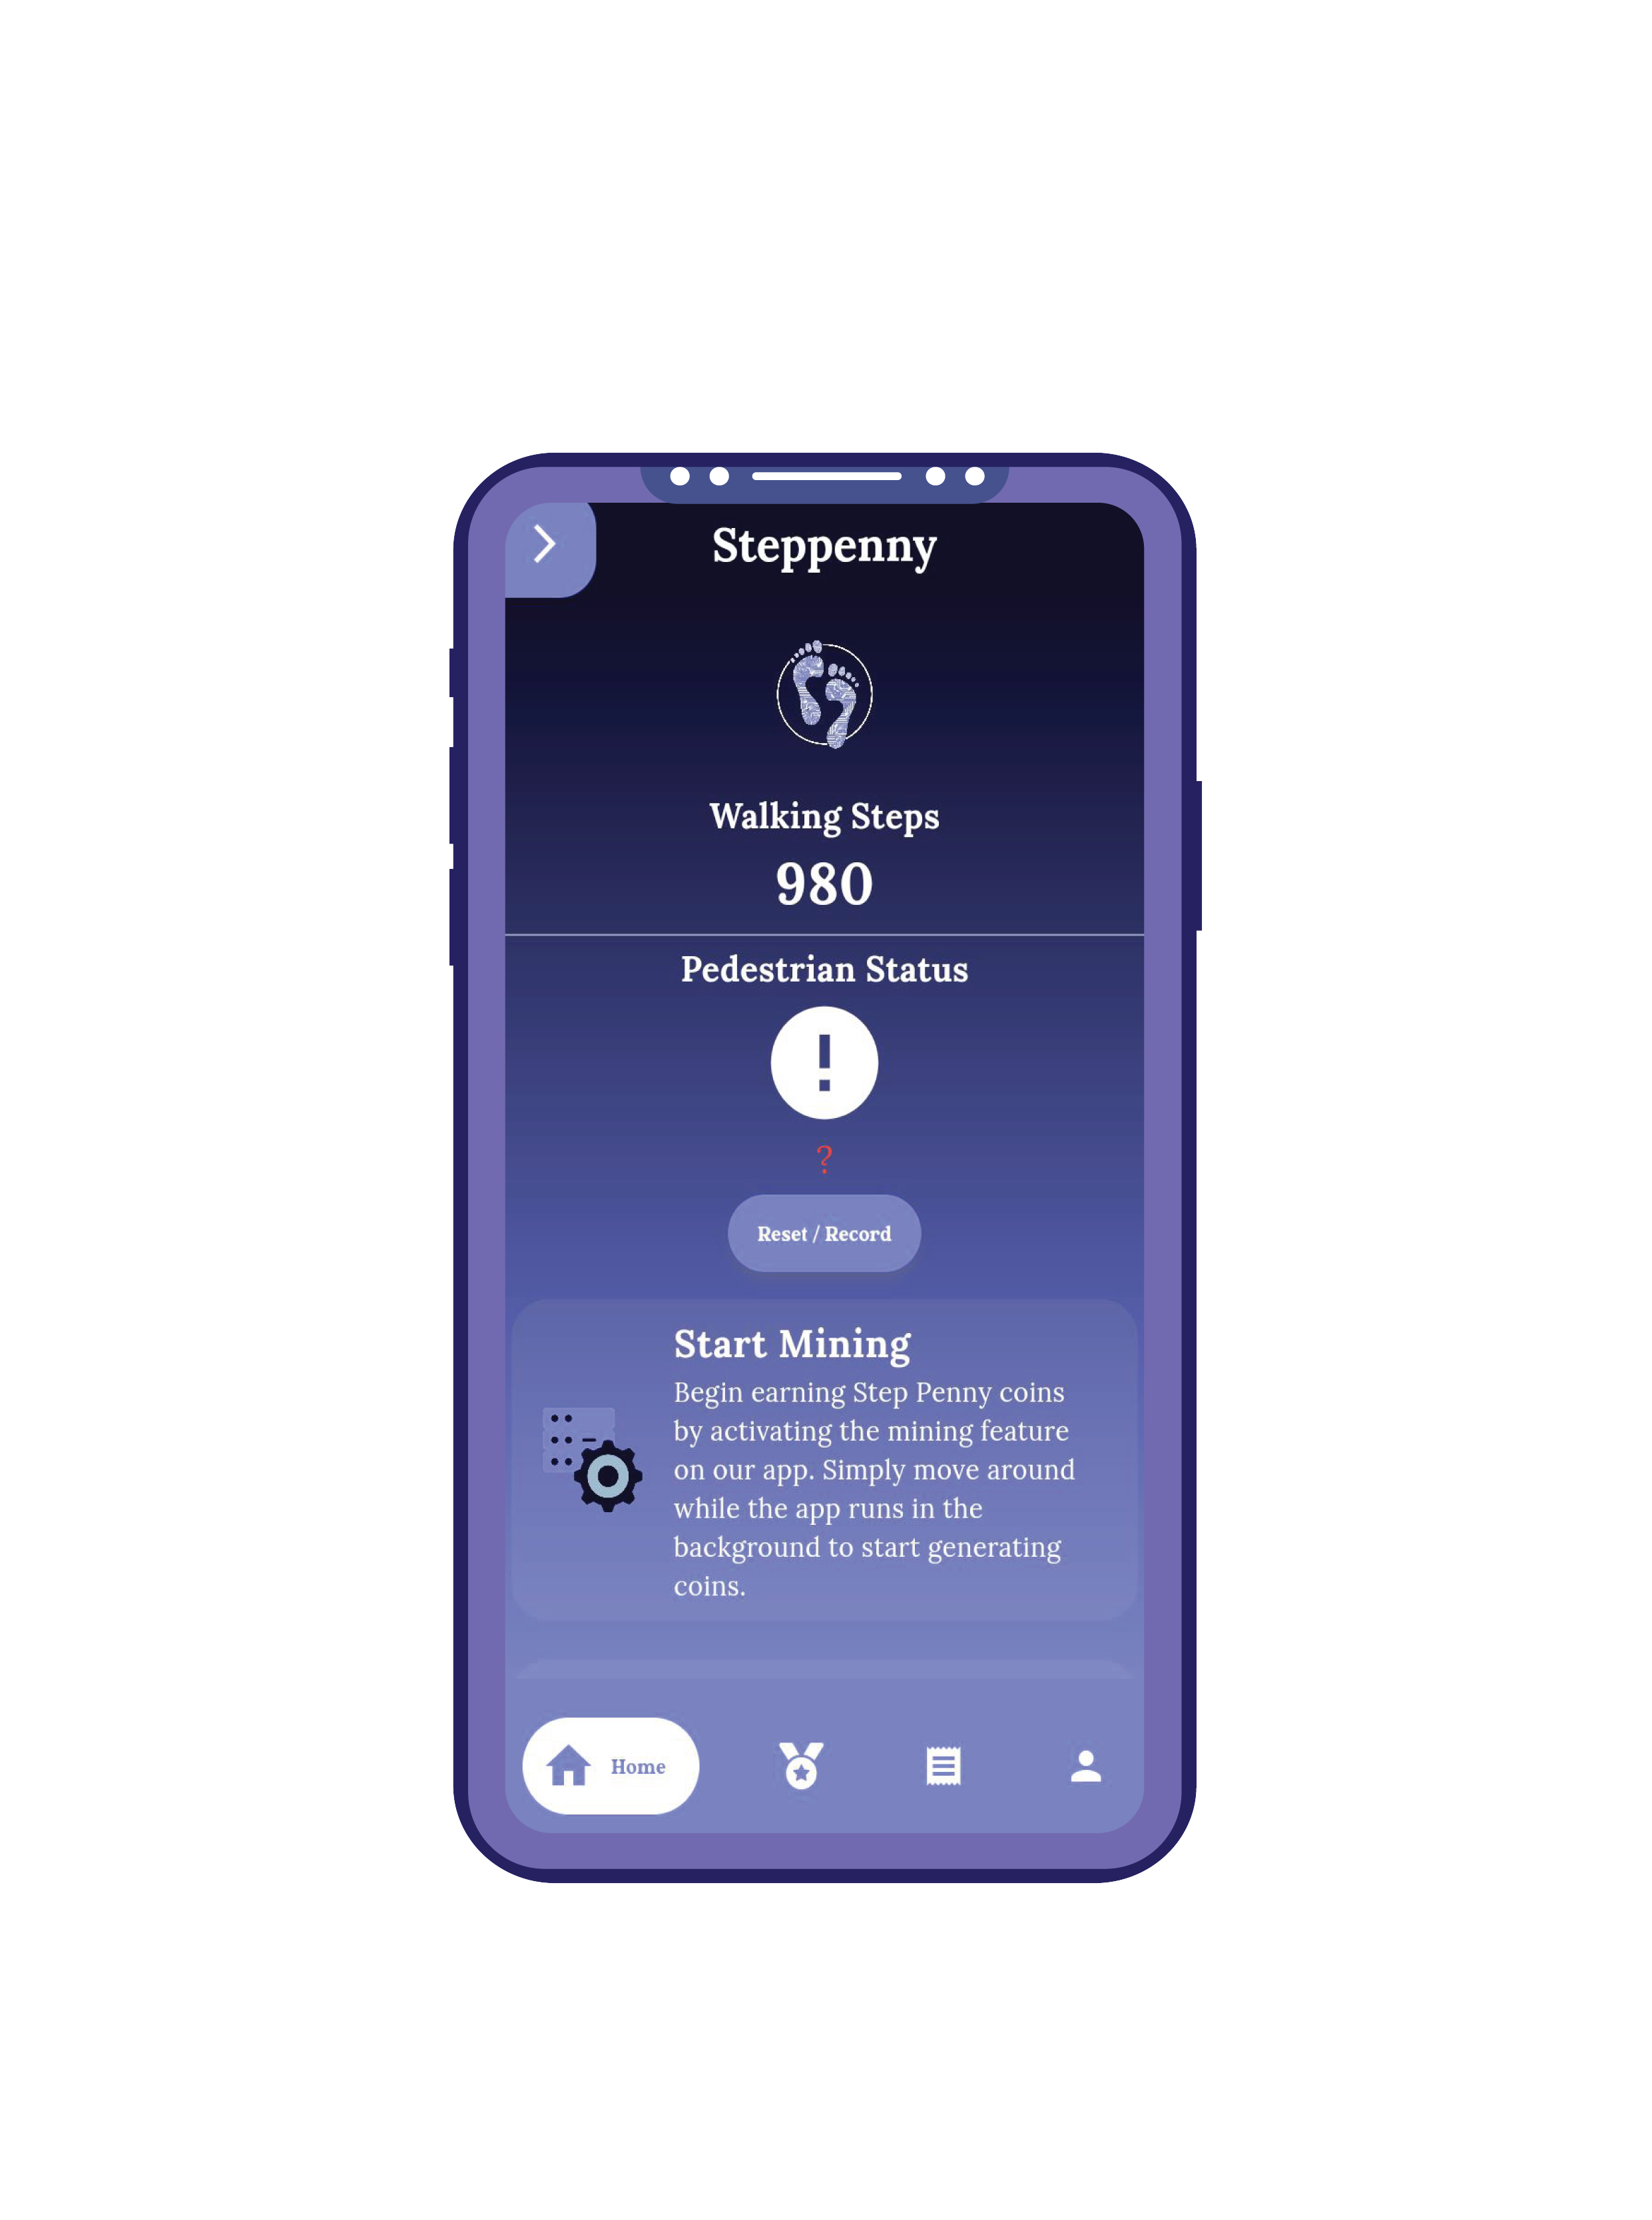 Steppenny
Walking Steps
980
Pedestrian Status
!
?
Reset / Record
Start Mining
Begin earning Step Penny coins
by activating the mining feature
on our app. Simply move around
while the app runs in the
background to start generating
coins.
Home